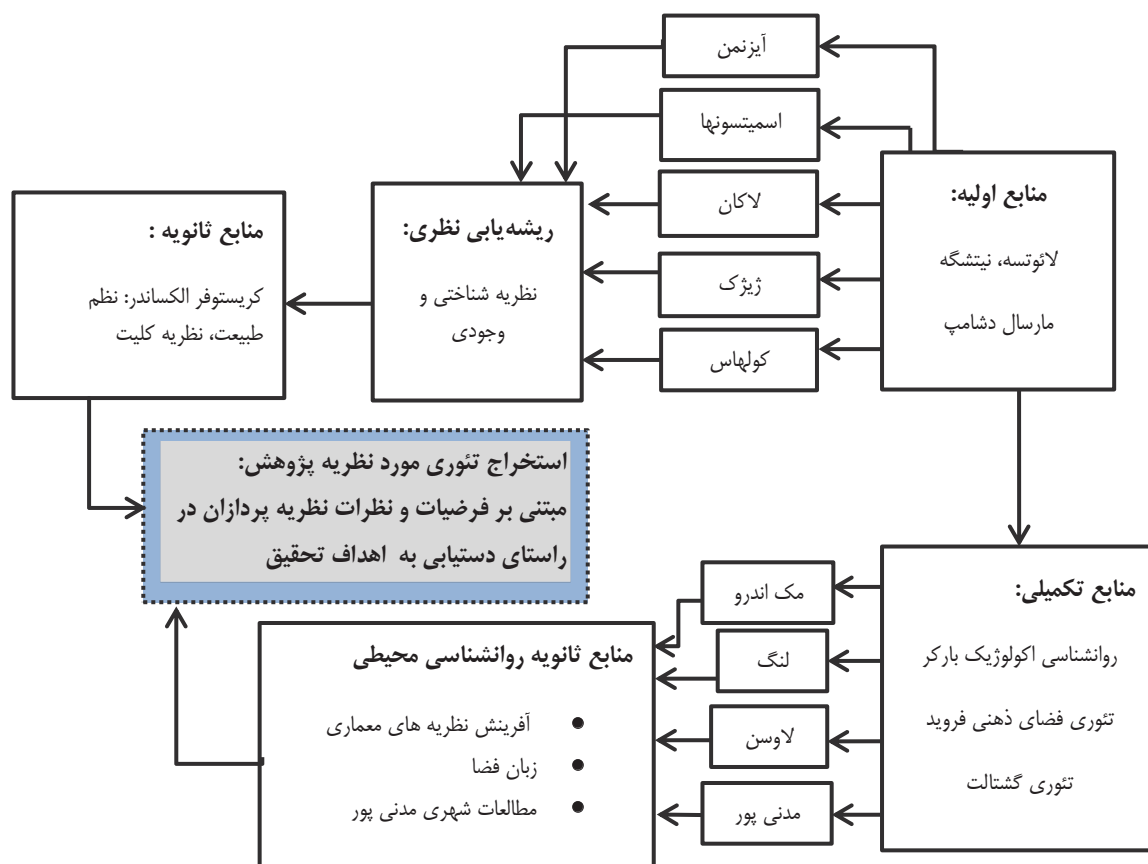 آیزنمن
اسمیتسونها
لاکان
ژیژک
کولهاس
منابع اولیه:
لائوتسه، نیتشگه
مارسال دشامپ
ریشه‌یابی نظری:
نظریه شناختی و
وجودی
منابع ثانویه :
کریستوفر الکساندر: نظم
طبیعت، نظریه کلیت
استخراج تئوری مورد نظریه پژوهش:
مبتنی بر فرضیات و نظرات نظریه پردازان در
راستای دستیابی به اهداف تحقیق
منابع تکمیلی:
روانشناسی اکولوژیک بارکر
تئوری فضای ذهنی فروید
تئوری گشتالت
مک اندرو
لنگ
لاوسن
مدنی پور
منابع ثانویه روانشناسی محیطی
● آفرینش نظریه های معماری
● زبان فضا
● مطالعات شهری مدنی پور